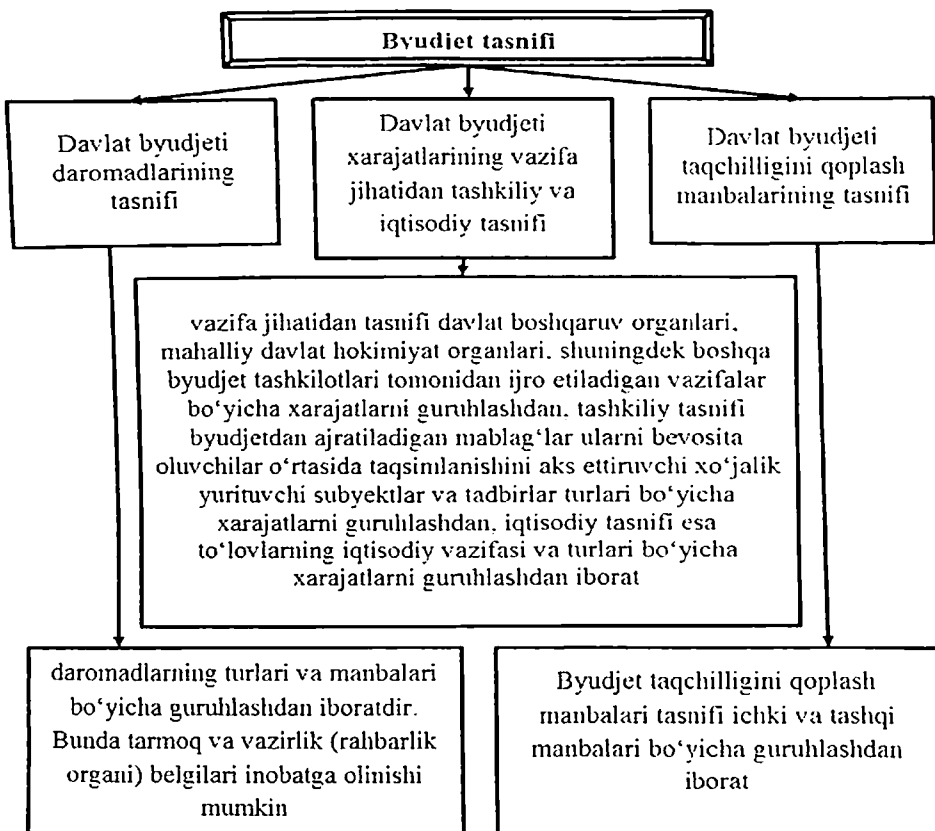 Byudjet tasnifi
Davlat byudjeti
daromadlarining
tasnifi
Davlat byudjeti
xarajatlarining vazifa
jihatidan tashkiliy va
iqtisodiy tasnifi
Davlat byudjeti
taqchilligini qoplash
manbalarining tasnifi
vazifa jihatidan tasnifi davlat boshqaruv organlari,
mahalliy davlat hokimiyat organlari, shuningdek boshqa
byudjet tashkilotlari tomonidan ijro etiladigan vazifalar
bo‘yicha xarajatlarni guruhlashdan, tashkiliy tasnifi
byudjetdan ajratiladigan mablag‘lar ularni bevosita
oluvchilar o‘rtasida taqsimlanishini aks ettiruvchi xo‘jalik
yurituvchi subyektlar va tadbirlar turlari bo‘yicha
xarajatlarni guruhlashdan, iqtisodiy tasnifi esa
to‘lovlarning iqtisodiy vazifasi va turlari bo‘yicha
xarajatlarni guruhlashdan iborat
daromadlarning turlari va manbalari
bo‘yicha guruhlashdan iboratdir.
Bunda tarmoq va vazirlik (rahbarlik
organi) belgilari inobatga olinishi
mumkin
Byudjet taqchilligini qoplash
manbalari tasnifi ichki va tashqi
manbalari bo‘yicha guruhlashdan
iborat